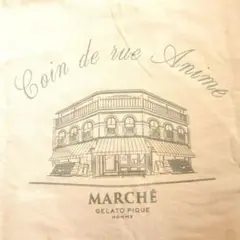 Coin de rue Animé
MARCHÉ
GELATO PIQUE
HOMME